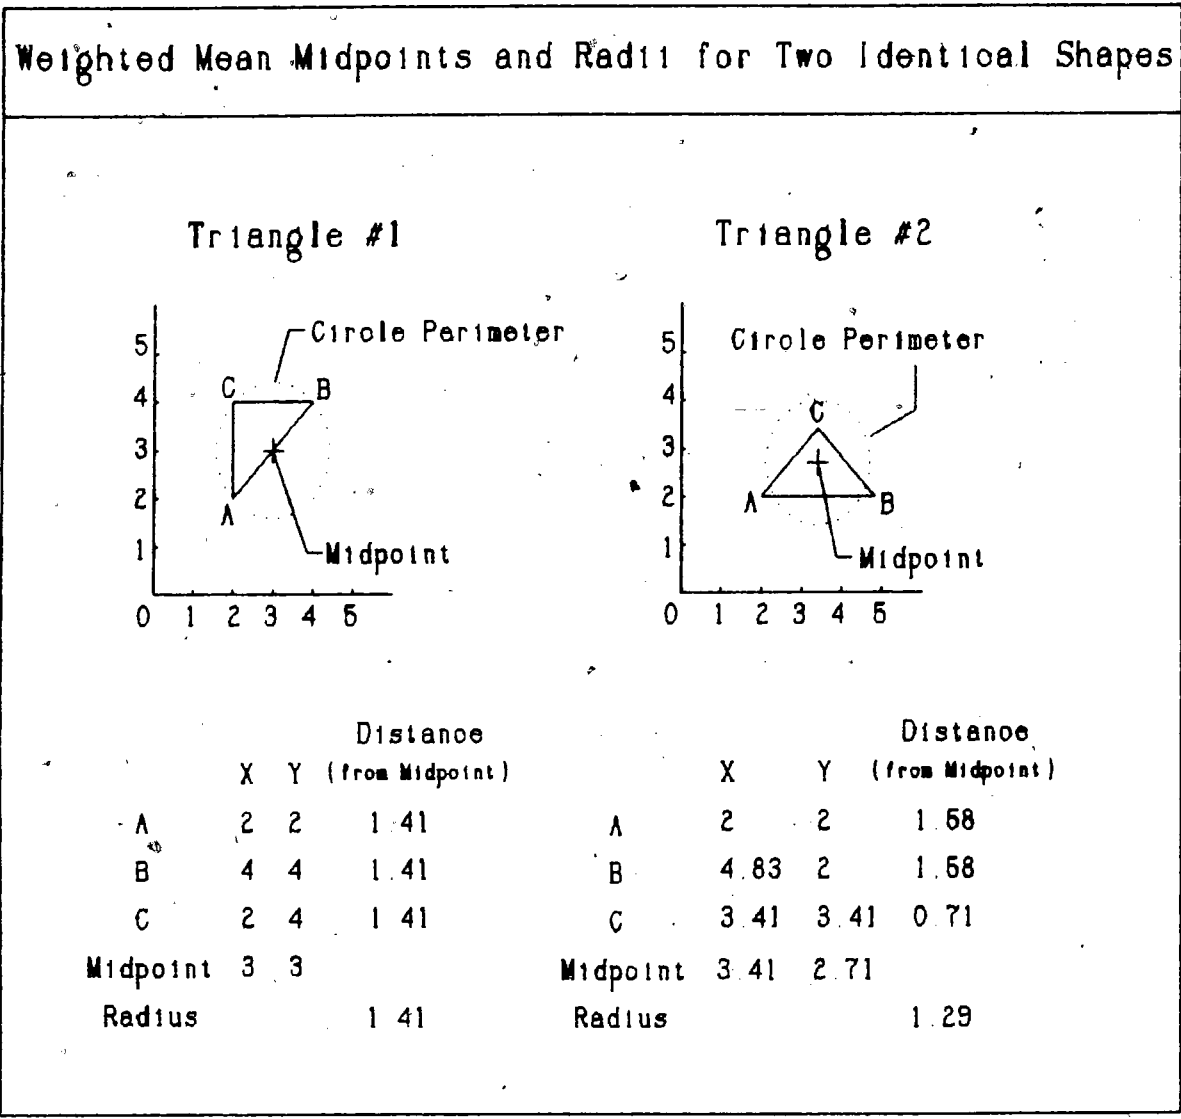 Weighted Mean Midpoints and Radii for Two Identical Shapes
Triangle #1
Circle Perimeter
5
4
3
2
1
0 1 2 3 4 5
C
B
A
Midpoint
Triangle #2
Circle Perimeter
5
4
3
2
1
0 1 2 3 4 5
C
A
B
Midpoint
Distance
X Y (from Midpoint)
A 2 2 1.41
B 4 4 1.41
C 2 4 1 41
Midpoint 3 3
Radius 1 41
Distance
X Y (from Midpoint)
A 2 2 1.58
B 4.83 2 1.58
C 3.41 3.41 0.71
Midpoint 3.41 2.71
Radius 1.29